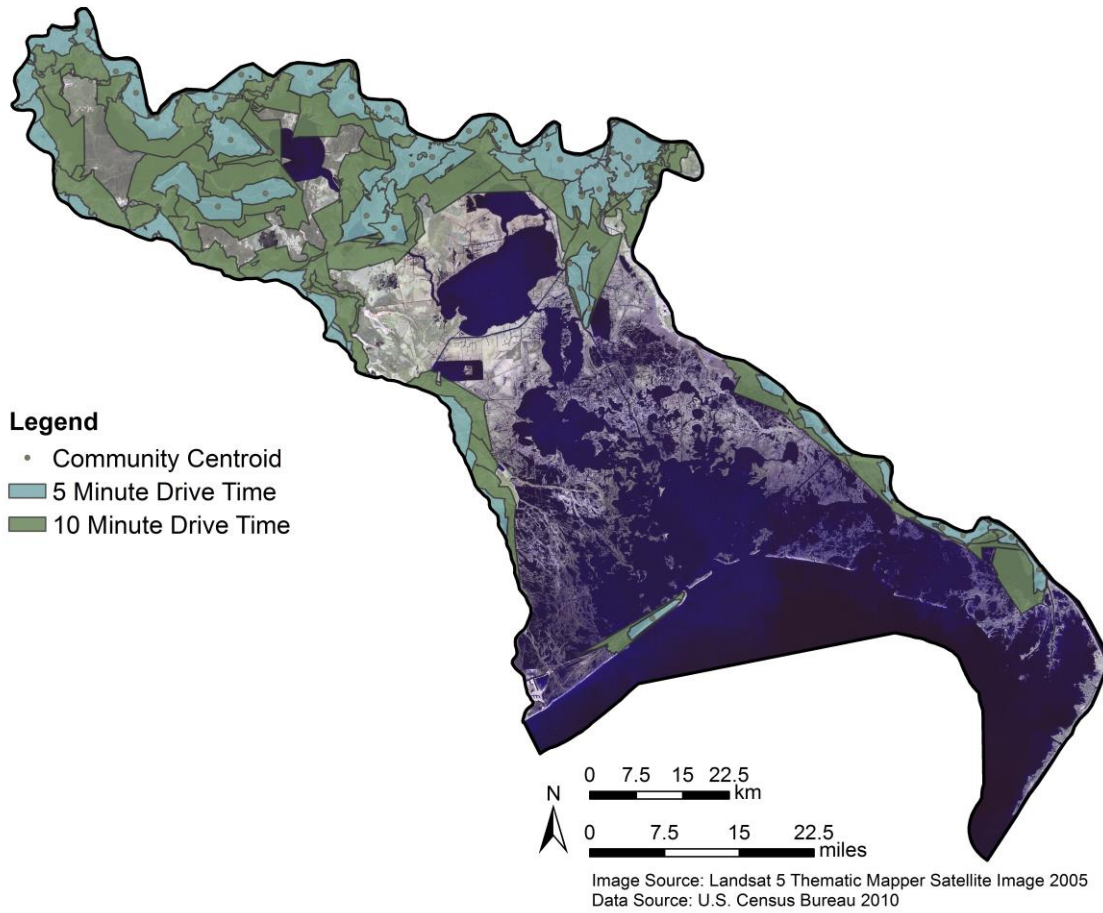 Legend
Community Centroid
5 Minute Drive Time
10 Minute Drive Time
N
0 7.5 15 22.5
km
0 7.5 15 22.5
miles
Image Source: Landsat 5 Thematic Mapper Satellite Image 2005
Data Source: U.S. Census Bureau 2010